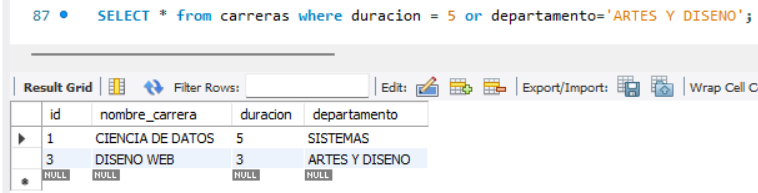 87 SELECT * from carreras where duracion = 5 or departamento='ARTES Y DISENO';
Result Grid Filter Rows: Edit: Export/Import: Wrap Cell C
id nombre_carrera duracion departamento
1 CIENCIA DE DATOS 5 SISTEMAS
3 DISENO WEB 3 ARTES Y DISENO
NULL NULL NULL NULL